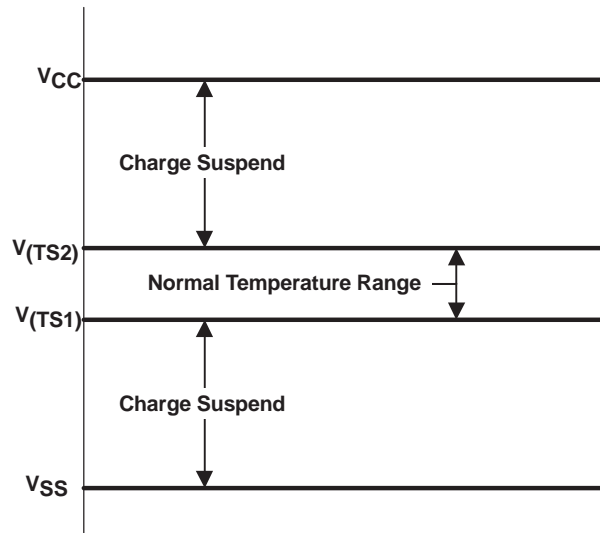 VCC
Charge Suspend
V(TS2)
Normal Temperature Range
V(TS1)
Charge Suspend
VSS